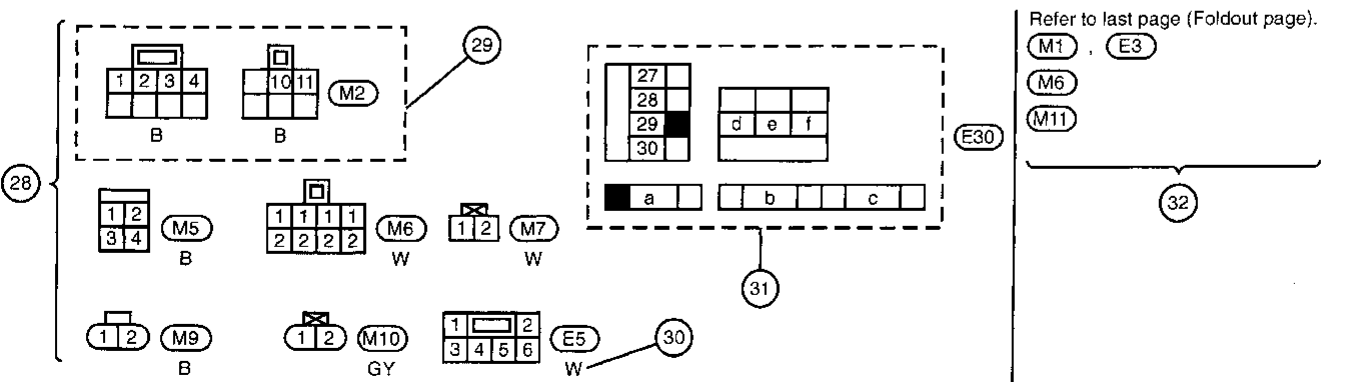 28
29
1 2 3 4
10 11
M2
B
B
27
28
29
30
d e f
a
b
c
E30
31
1 2
3 4
M5
B
1 1 1 1
2 2 2 2
M6
W
1 2
M7
W
1 2
M9
B
1 2
M10
GY
1 2
3 4 5 6
E5
W
30
Refer to last page (Foldout page).
M1 , E3
M6
M11
32